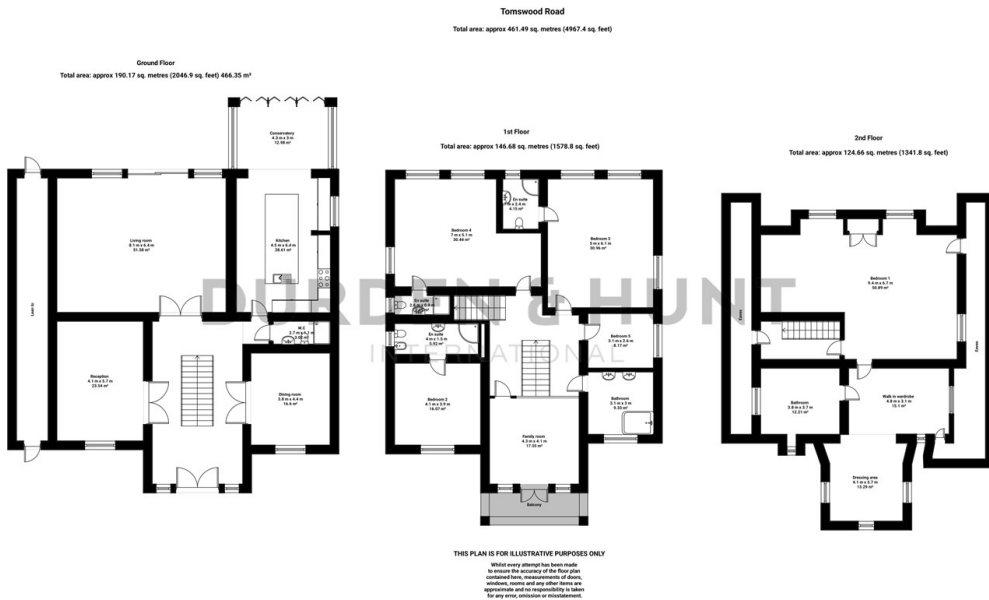 Tomswood Road
Total area: approx 461.49 sq. metres (4967.4 sq. feet)
Ground Floor
Total area: approx 190.17 sq. metres (2046.9 sq. feet) 466.35 m²
Conservatory
4.3 m x 3 m
12.98 m²
Living room
8.1 m x 6.4 m
51.58 m²
Kitchen
4.5 m x 6.4 m
28.61 m²
Lean to
W.C
2.7 m x
Reception
4.1 m x 5.7 m
23.54 m²
Dining room
3.8 m x 4.4 m
16.6 m²
1st Floor
Total area: approx 146.68 sq. metres (1578.8 sq. feet)
Bedroom 4
7 m x 5.1 m
30.44 m²
En suite
m x 2.4 m
4.15 m²
Bedroom 3
5 m x 6.1 m
30.96 m²
En suite
En suite
4 m x 1.5 m
5.92 m²
Bedroom 5
3.1 m x 2.6 m
8.17 m²
Bedroom 2
4.1 m x 3.9 m
16.07 m²
Bathroom
3.1 m x 3 m
9.33 m²
Family room
4.3 m x 4.1 m
17.55 m²
Balcony
2nd Floor
Total area: approx 124.66 sq. metres (1341.8 sq. feet)
Bedroom 1
9.4 m x 6.7 m
50.89 m²
Eaves
Eaves
Bathroom
3.8 m x 3.7 m
13.21 m²
Walk in wardrobe
4.8 m x 3.1 m
15.1 m²
Dressing area
4.1 m x 3.7 m
13.29 m²
DURDEN & HUNT
INTERNATIONAL
THIS PLAN IS FOR ILLUSTRATIVE PURPOSES ONLY
Whilst every attempt has been made
to ensure the accuracy of the floor plan
contained here, measurements of doors,
windows, rooms and any other items are
approximate and no responsibility is taken
for any error, omission or misstatement.